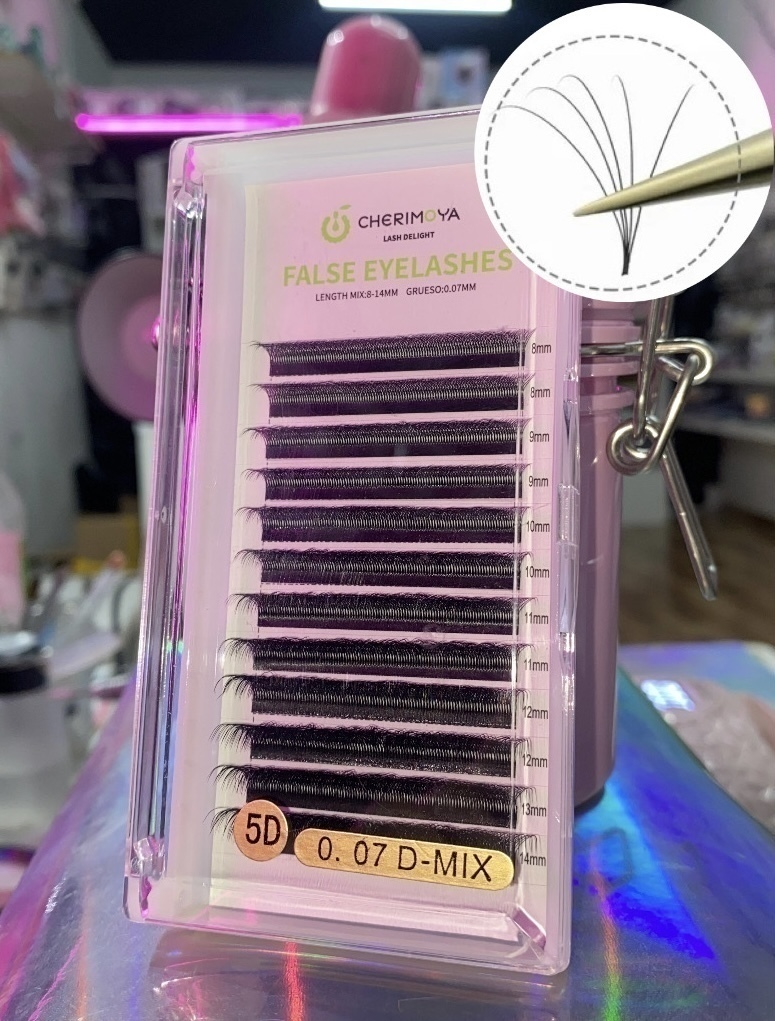 CHERIMOYA
LASH DELIGHT
FALSE EYELASHES
LENGTH MIX:8-14MM GRUESO:0.07MM
8mm
8mm
9mm
9mm
10mm
10mm
11mm
11mm
12mm
12mm
13mm
14mm
5D
0. 07 D-MIX